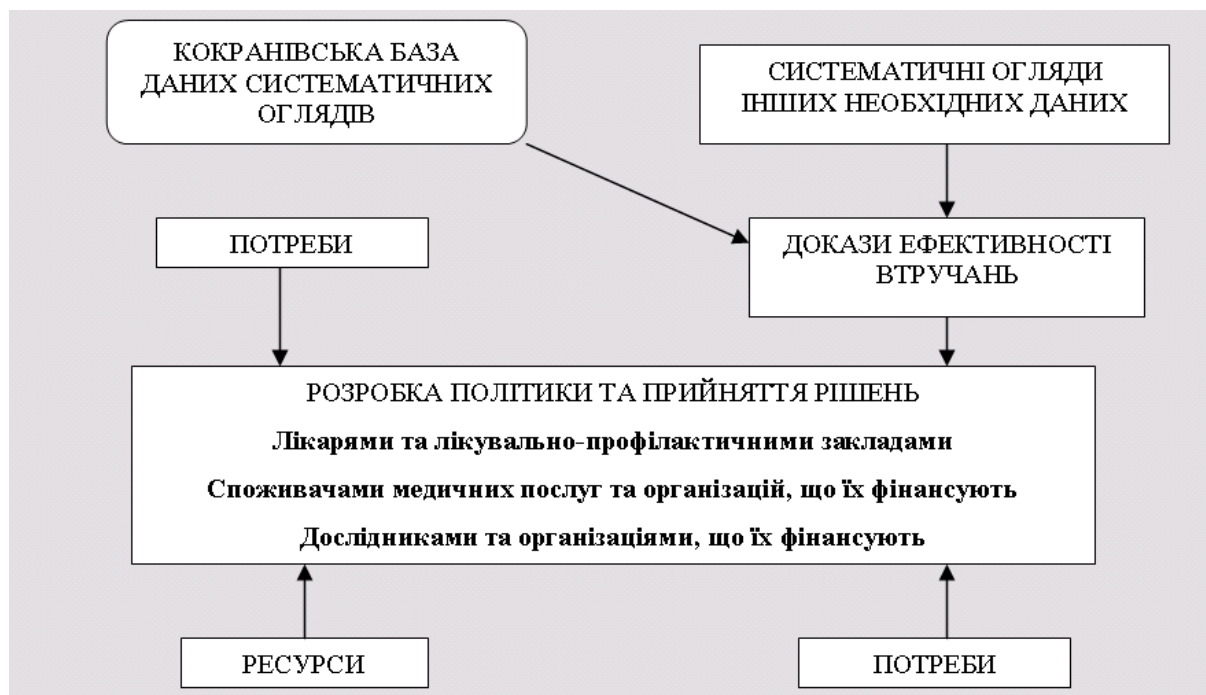 КОКРАНІВСЬКА БАЗА
ДАНИХ СИСТЕМАТИЧНИХ
ОГЛЯДІВ
СИСТЕМАТИЧНІ ОГЛЯДИ
ІНШИХ НЕОБХІДНИХ ДАНИХ
ПОТРЕБИ
ДОКАЗИ ЕФЕКТИВНОСТІ
ВТРУЧАНЬ
РОЗРОБКА ПОЛІТИКИ ТА ПРИЙНЯТТЯ РІШЕНЬ
Лікарями та лікувально-профілактичними закладами
Споживачами медичних послуг та організацій, що їх фінансують
Дослідниками та організаціями, що їх фінансують
РЕСУРСИ
ПОТРЕБИ